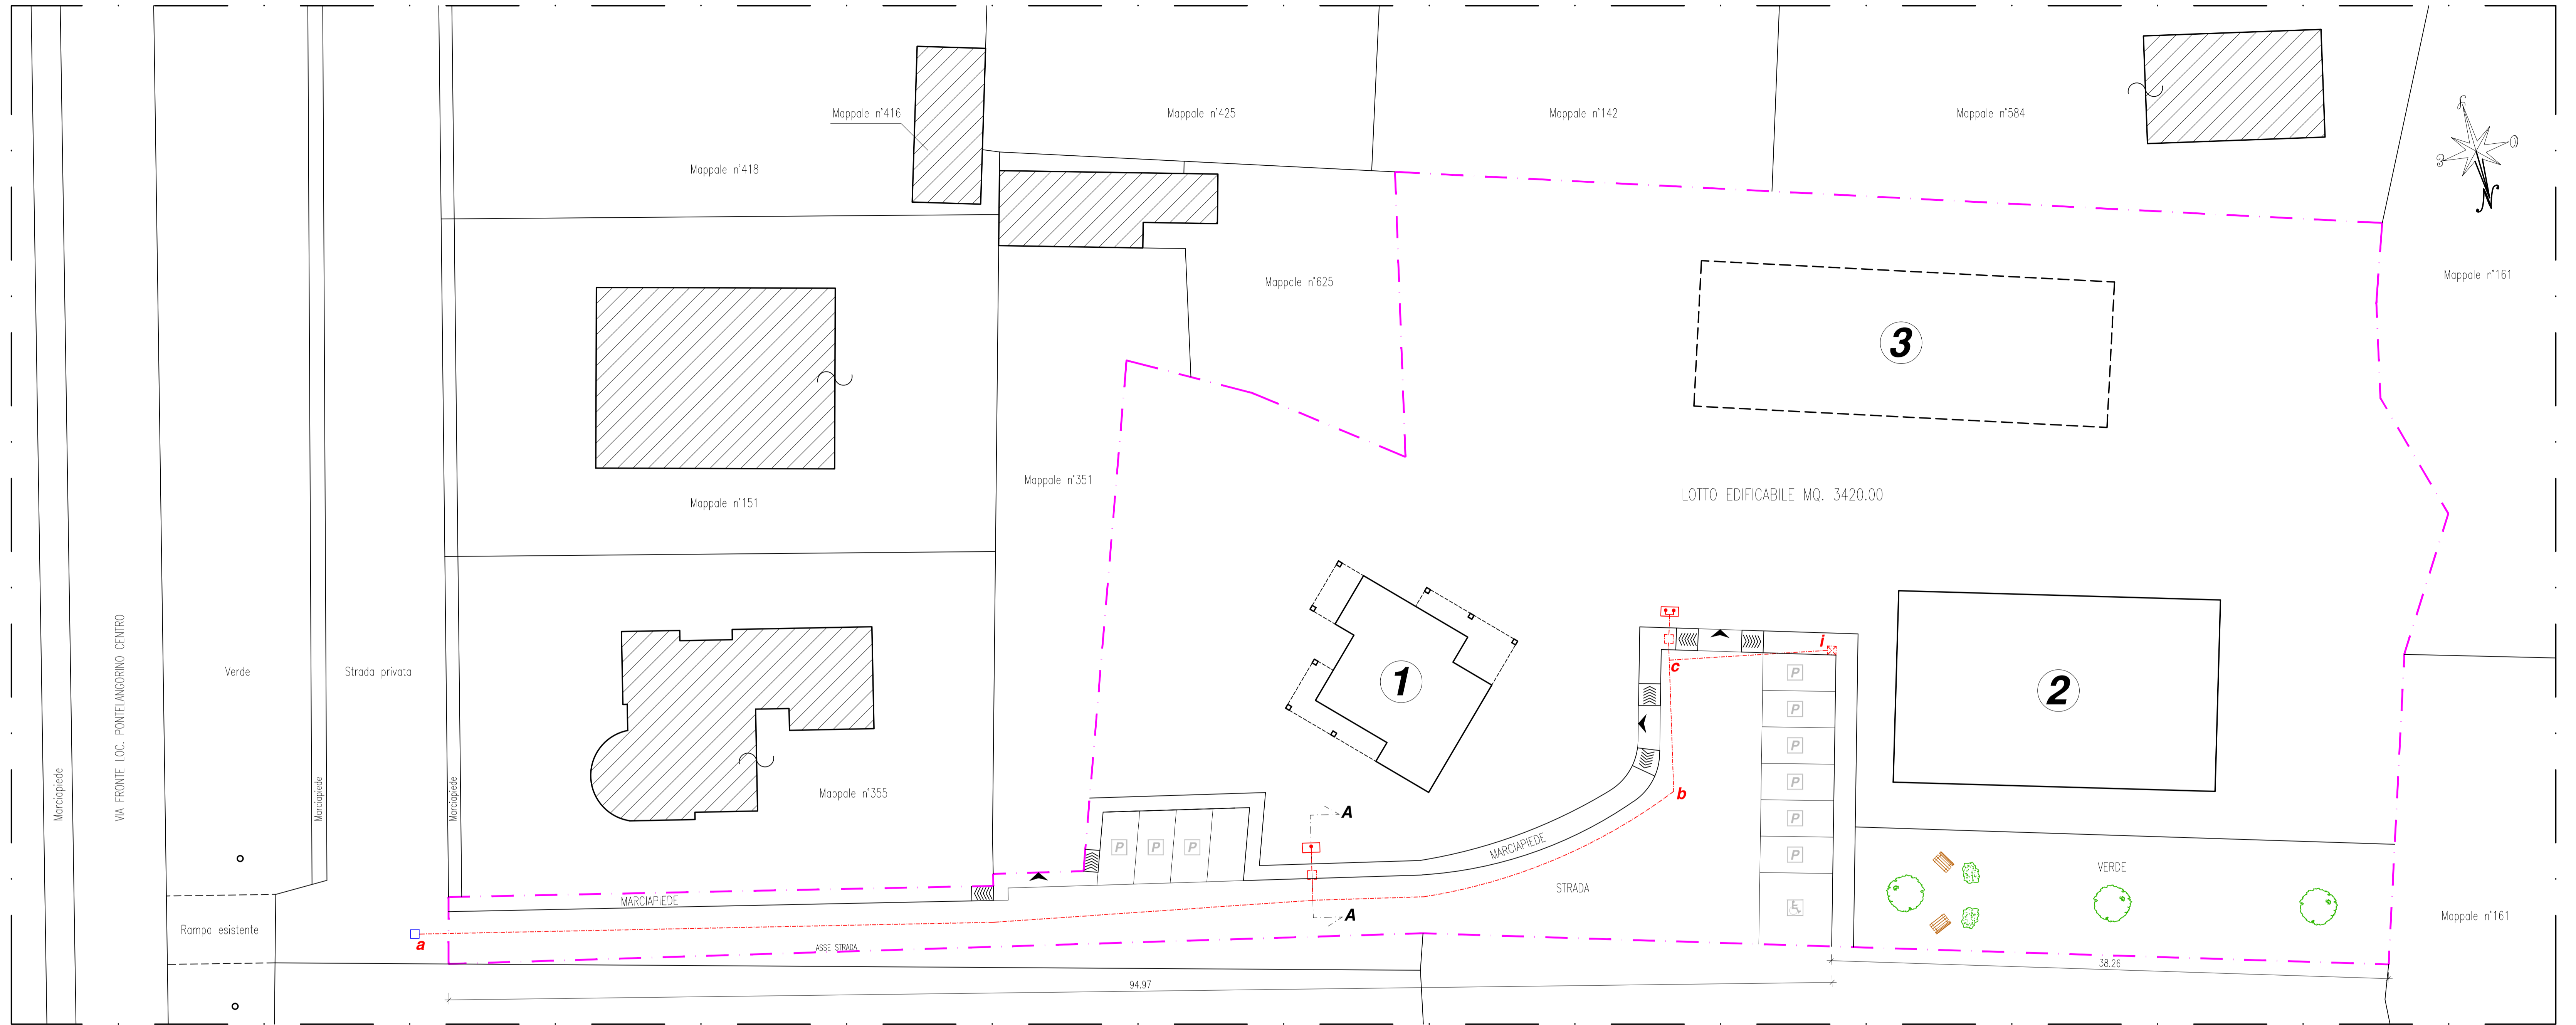 Mappale n°416
Mappale n°425
Mappale n°142
Mappale n°584
Mappale n°418
N
O
E
Mappale n°625
Mappale n°161
3
Mappale n°351
LOTTO EDIFICABILE MQ. 3420.00
Mappale n°151
VIA FRONTE LOC. PONTELANGORINO CENTRO
Verde
Strada privata
Marciapiede
Marciapiede
Marciapiede
Mappale n°355
1
2
i
c
b
P
P
P
P
P
P
A
P
P
P
MARCIAPIEDE
VERDE
STRADA
MARCIAPIEDE
A
Rampa esistente
a
ASSE STRADA
Mappale n°161
38.26
94.97